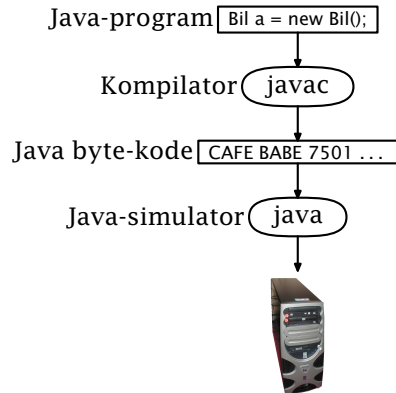 Java-program Bil a = new Bil();
Kompilator javac
Java byte-kode CAFE BABE 7501 ...
Java-simulator java